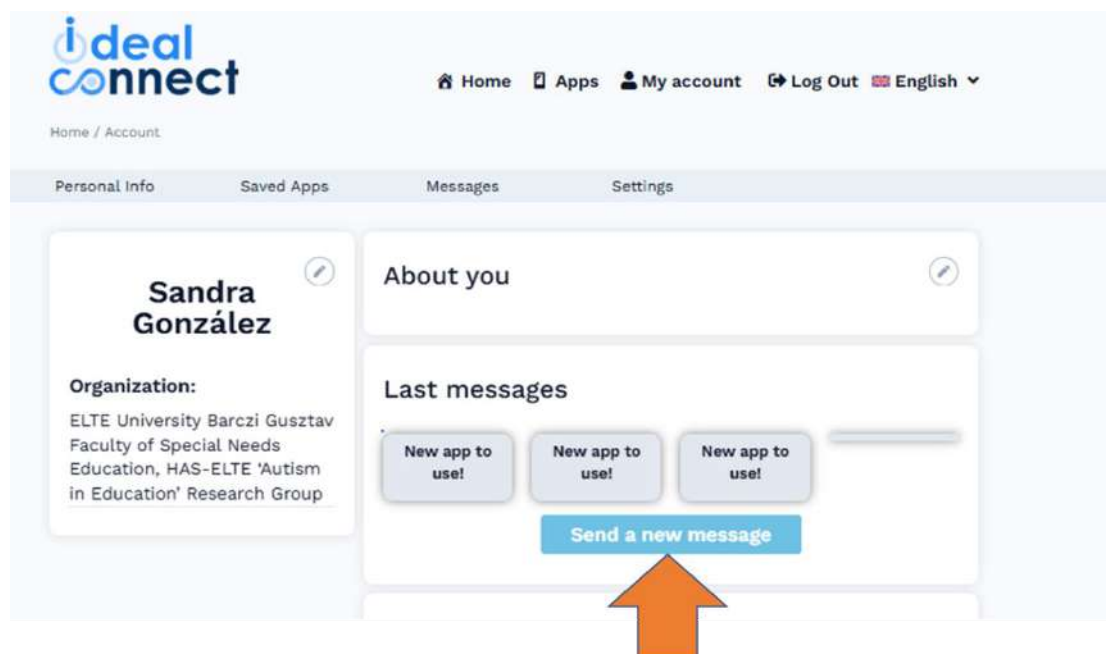 ideal
connect
Home Apps My account Log Out English
Home / Account
Personal Info Saved Apps Messages Settings
Sandra
González
Organization:
ELTE University Barczi Gusztav
Faculty of Special Needs
Education, HAS-ELTE ‘Autism
in Education’ Research Group
About you
Last messages
New app to
use!
New app to
use!
New app to
use!
Send a new message